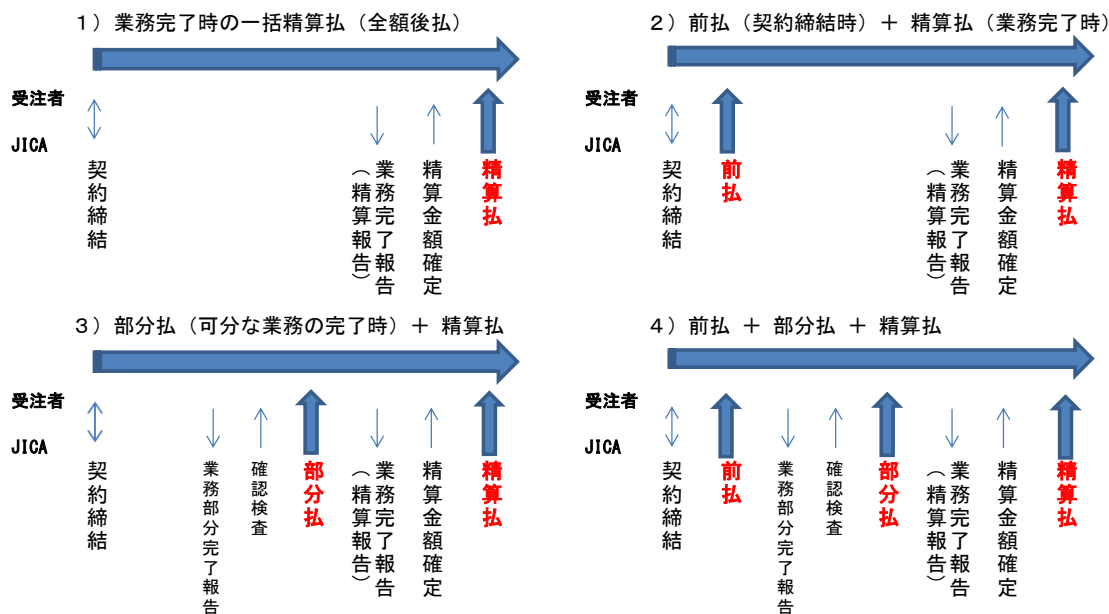 1）業務完了時の一括精算払（全額後払）
受注者
JICA
契約締結
業務完了報告
（精算報告）
精算金額確定
精算払
2）前払（契約締結時）＋ 精算払（業務完了時）
受注者
JICA
契約締結
前払
業務完了報告
（精算報告）
精算金額確定
精算払
3）部分払（可分な業務の完了時）＋ 精算払
受注者
JICA
契約締結
業務部分完了報告
確認検査
部分払
業務完了報告
（精算報告）
精算金額確定
精算払
4）前払 ＋ 部分払 ＋ 精算払
受注者
JICA
契約締結
前払
業務部分完了報告
確認検査
部分払
業務完了報告
（精算報告）
精算金額確定
精算払